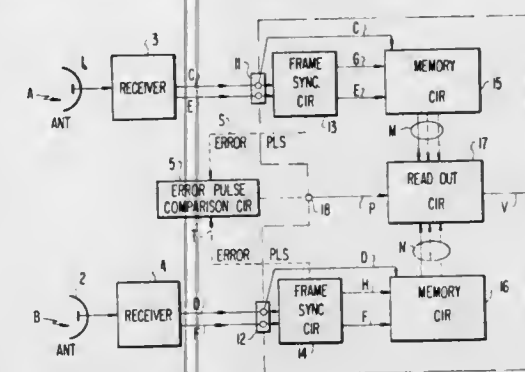 3
C
1
RECEIVER
C
11
FRAME
SYNC.
CIR
G
MEMORY
CIR
A
E
E
15
ANT
S
13
M
17
ERROR PLS
5
ERROR PULSE
COMPARISON CIR
READ OUT
CIR
18
P
V
T
N
ERROR PLS
2
4
D
RECEIVER
D
FRAME
SYNC
CIR
H
MEMORY
CIR
16
B
F
F
ANT
12
14